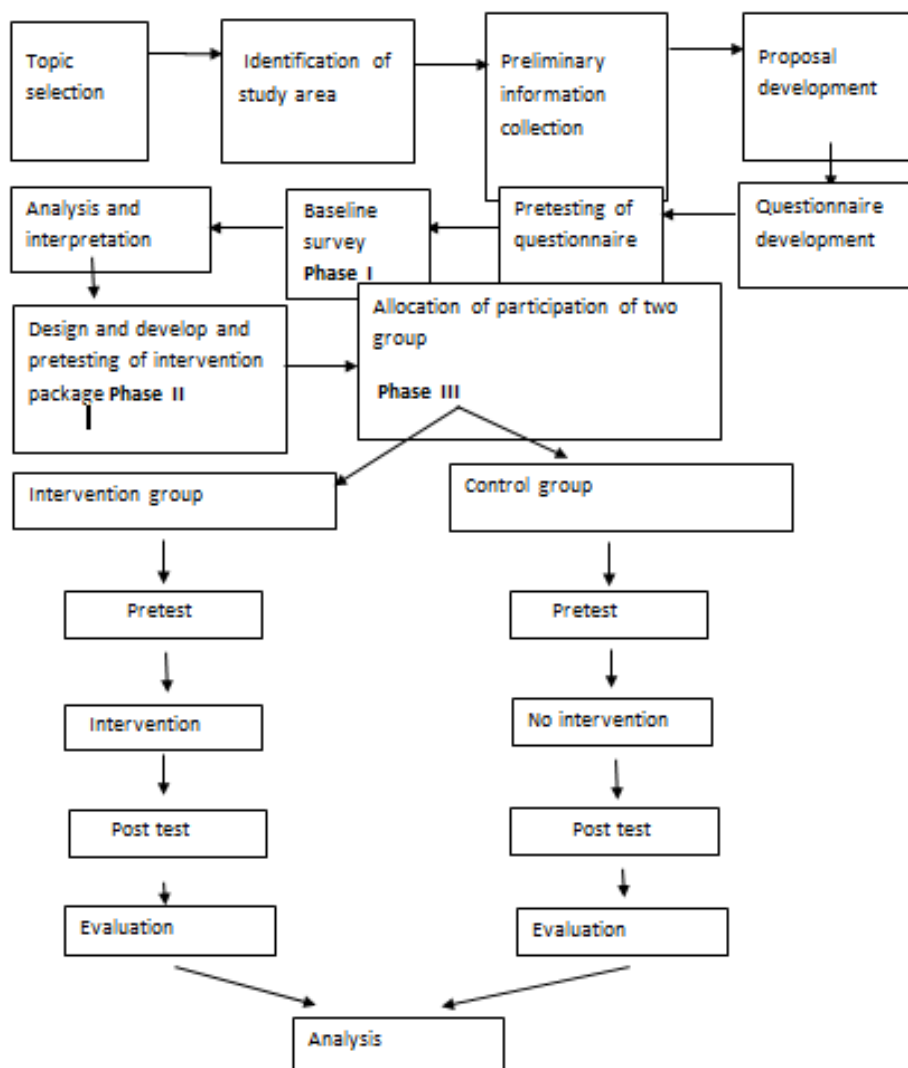 Topic
selection
Identification of
study area
Preliminary
information
collection
Proposal
development
Analysis and
interpretation
Baseline
survey
Phase I
Pretesting of
questionnaire
Questionnaire
development
Design and develop and
pretesting of intervention
package Phase II
Allocation of participation of two
group
Phase III
Intervention group
Control group
Pretest
Pretest
Intervention
No intervention
Post test
Post test
Evaluation
Evaluation
Analysis